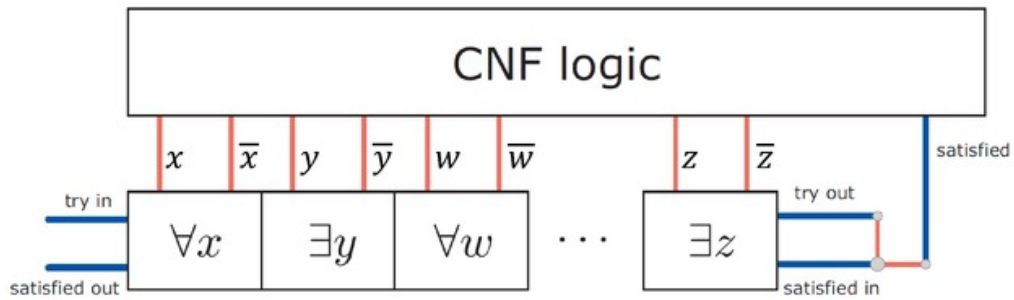 CNF logic
x x̅ y y̅ w w̅ z z̅
satisfied
try in
try out
∀x ∃y ∀w ··· ∃z
satisfied out
satisfied in